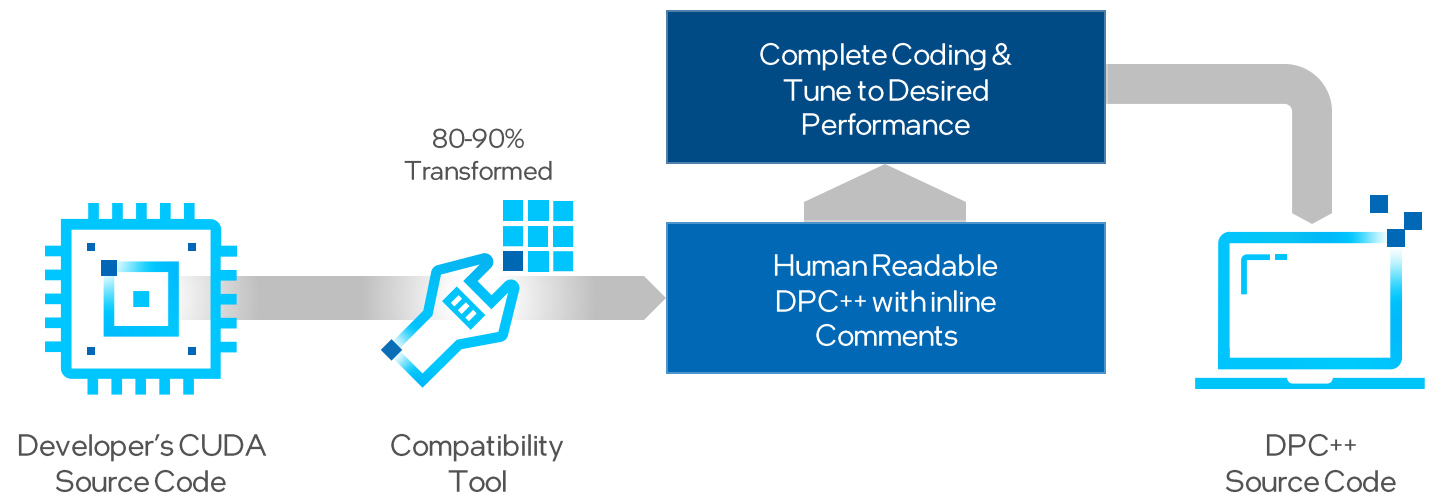 Complete Coding &
Tune to Desired
Performance
80-90%
Transformed
Human Readable
DPC++ with inline
Comments
Developer's CUDA
Source Code
Compatibility
Tool
DPC++
Source Code